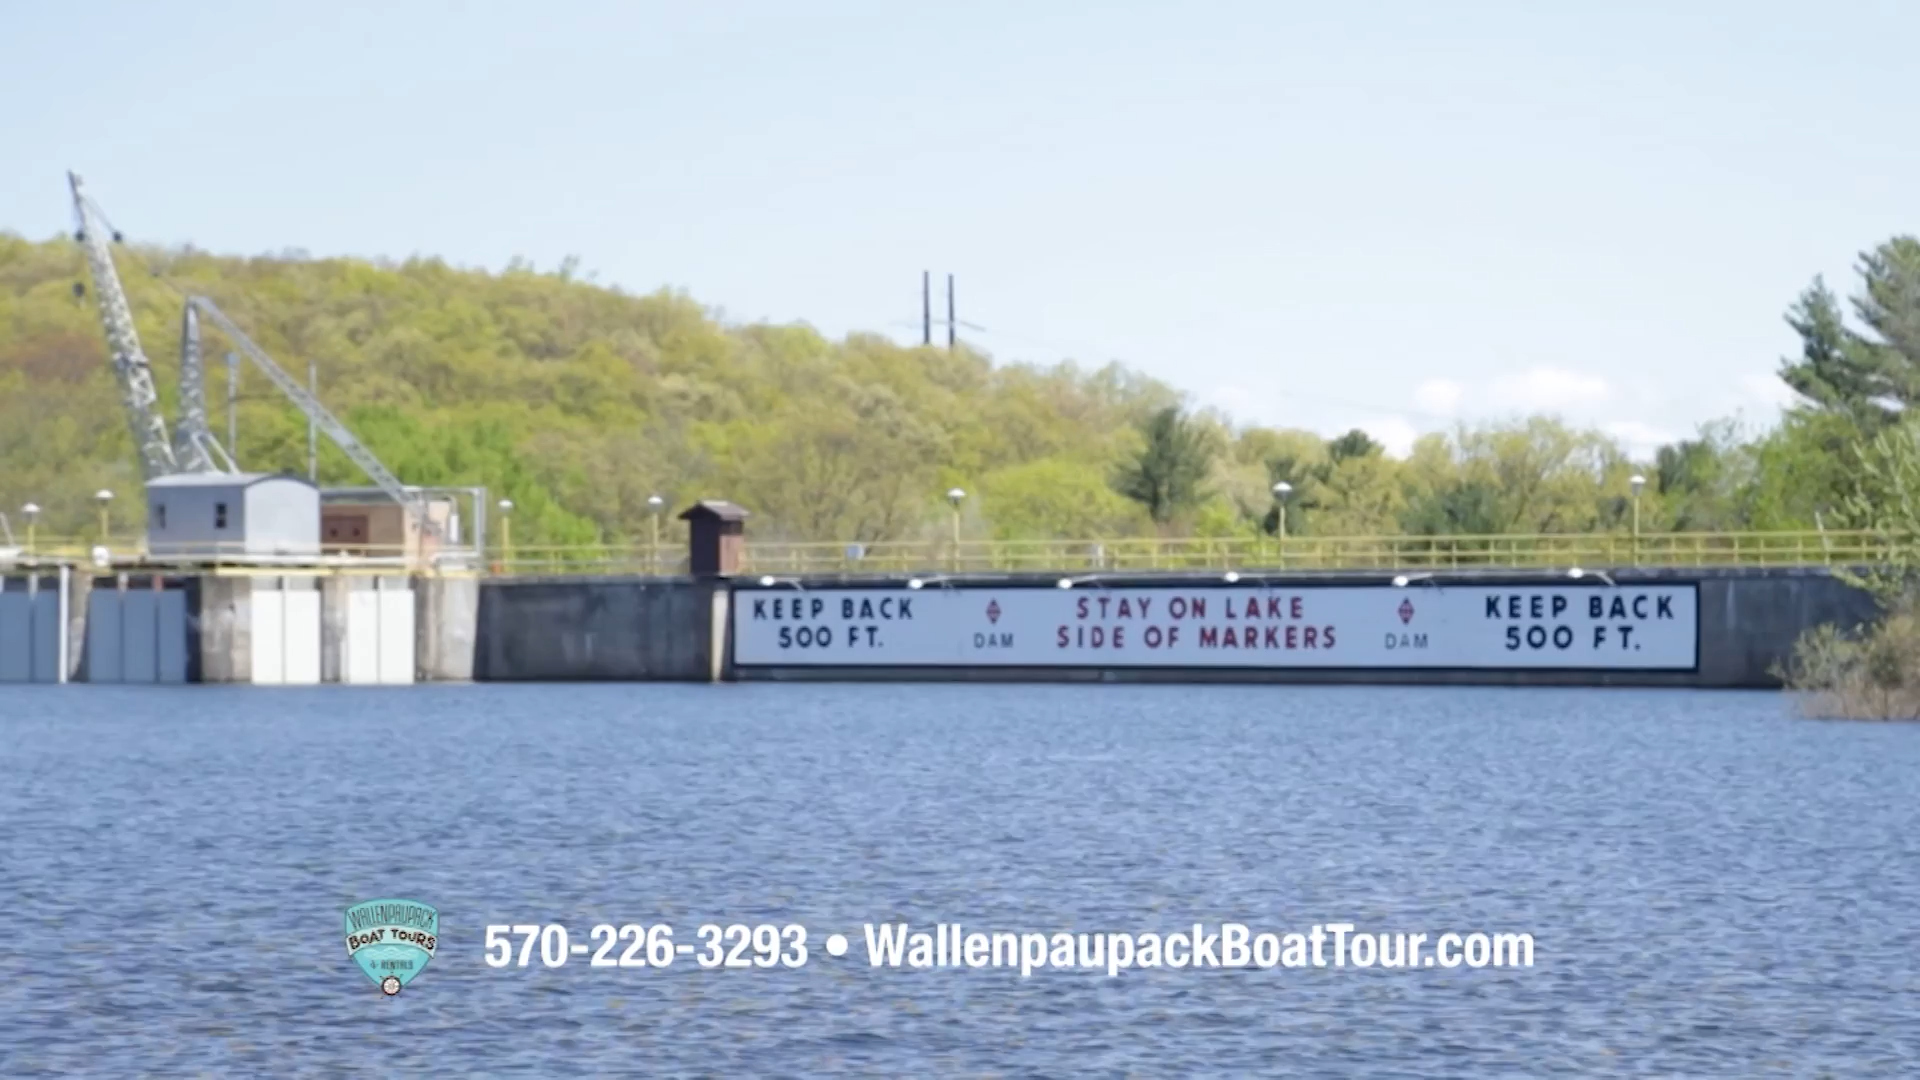 KEEP BACK
500 FT.
DAM
STAY ON LAKE
SIDE OF MARKERS
DAM
KEEP BACK
500 FT.
WALLENPAUPACK
BOAT TOURS
& RENTALS
570-226-3293 • WallenpaupackBoatTour.com